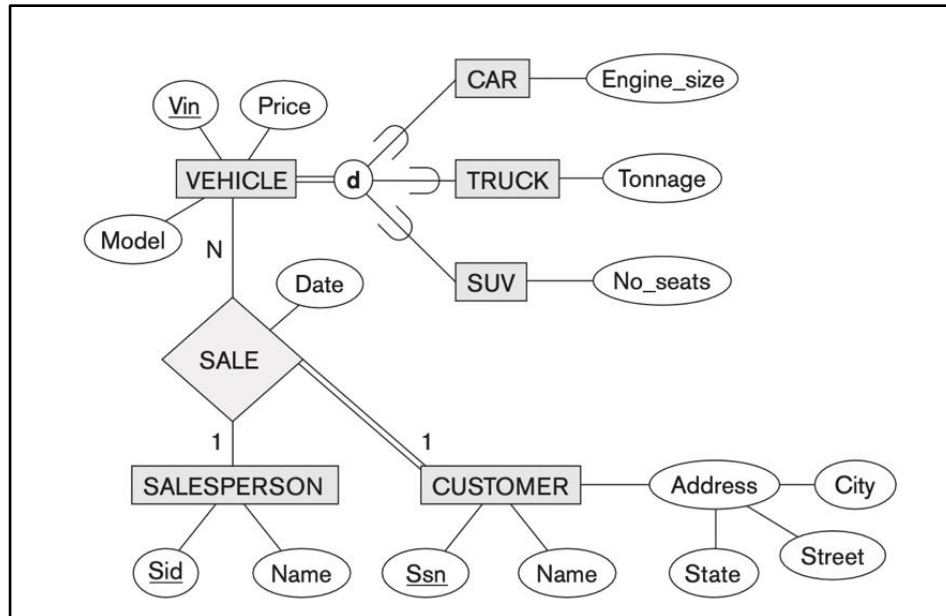 CAR
Engine_size
Vin
Price
VEHICLE
d
TRUCK
Tonnage
Model
N
Date
SUV
No_seats
SALE
1
1
SALESPERSON
CUSTOMER
Address
City
Sid
Name
Ssn
Name
State
Street